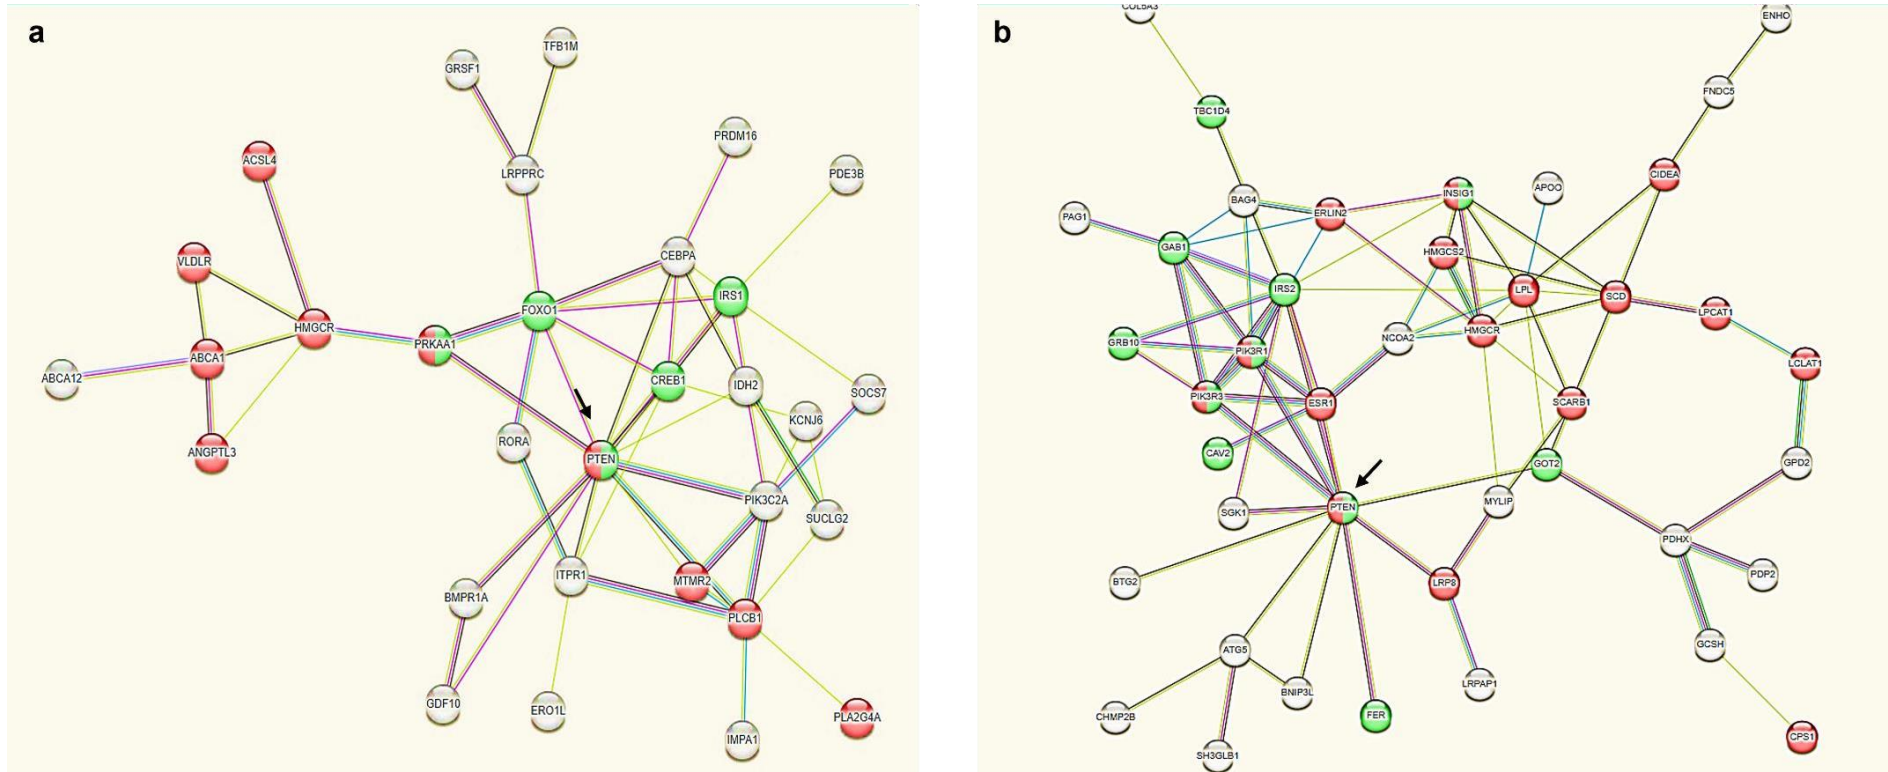 a
TFB1M
GRSF1
PRDM16
ACSL4
LRPPRC
PDE3B
CEBPA
VLDLR
IRS1
FOXO1
HMGCR
PRKAA1
ABCA1
ABCA12
CREB1
IDH2
SOCS7
KCNJ6
RORA
ANGPTL3
PTEN
PIK3C2A
SUCLG2
ITPR1
MTMR2
BMPR1A
PLCB1
GDF10
ERO1L
PLA2G4A
IMPA1
b
COL6A3
ENHO
FNDC5
TBC1D4
CIDEA
APOO
INSIG1
BAG4
PAG1
ERLIN2
GAB1
HMGCS2
IRS2
LPL
SCD
LPCAT1
HMGCR
NCOA2
GRB10
PIK3R1
LCLAT1
PIK3R3
ESR1
SCARB1
CAV2
GOT2
GPD2
MYLIP
PTEN
SGK1
PDHX
BTG2
LRP8
PDP2
GCSH
ATG5
LRPAP1
BNIP3L
CHMP2B
FER
CPS1
SH3GLB1